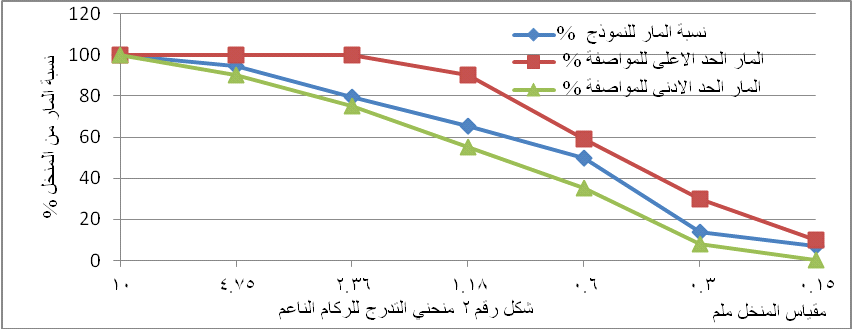 نسبة المار للنموذج %
المار الحد الاعلى للمواصفة %
المار الحد الادنى للمواصفة %
نسبة المار من المنخل %
120
100
80
60
40
20
0
١٠ ٤.٧٥ ٢.٣٦ ١.١٨ ٠.٦ ٠.٣ ٠.١٥
مقياس المنخل ملم
شكل رقم ٢ منحني التدرج للركام الناعم